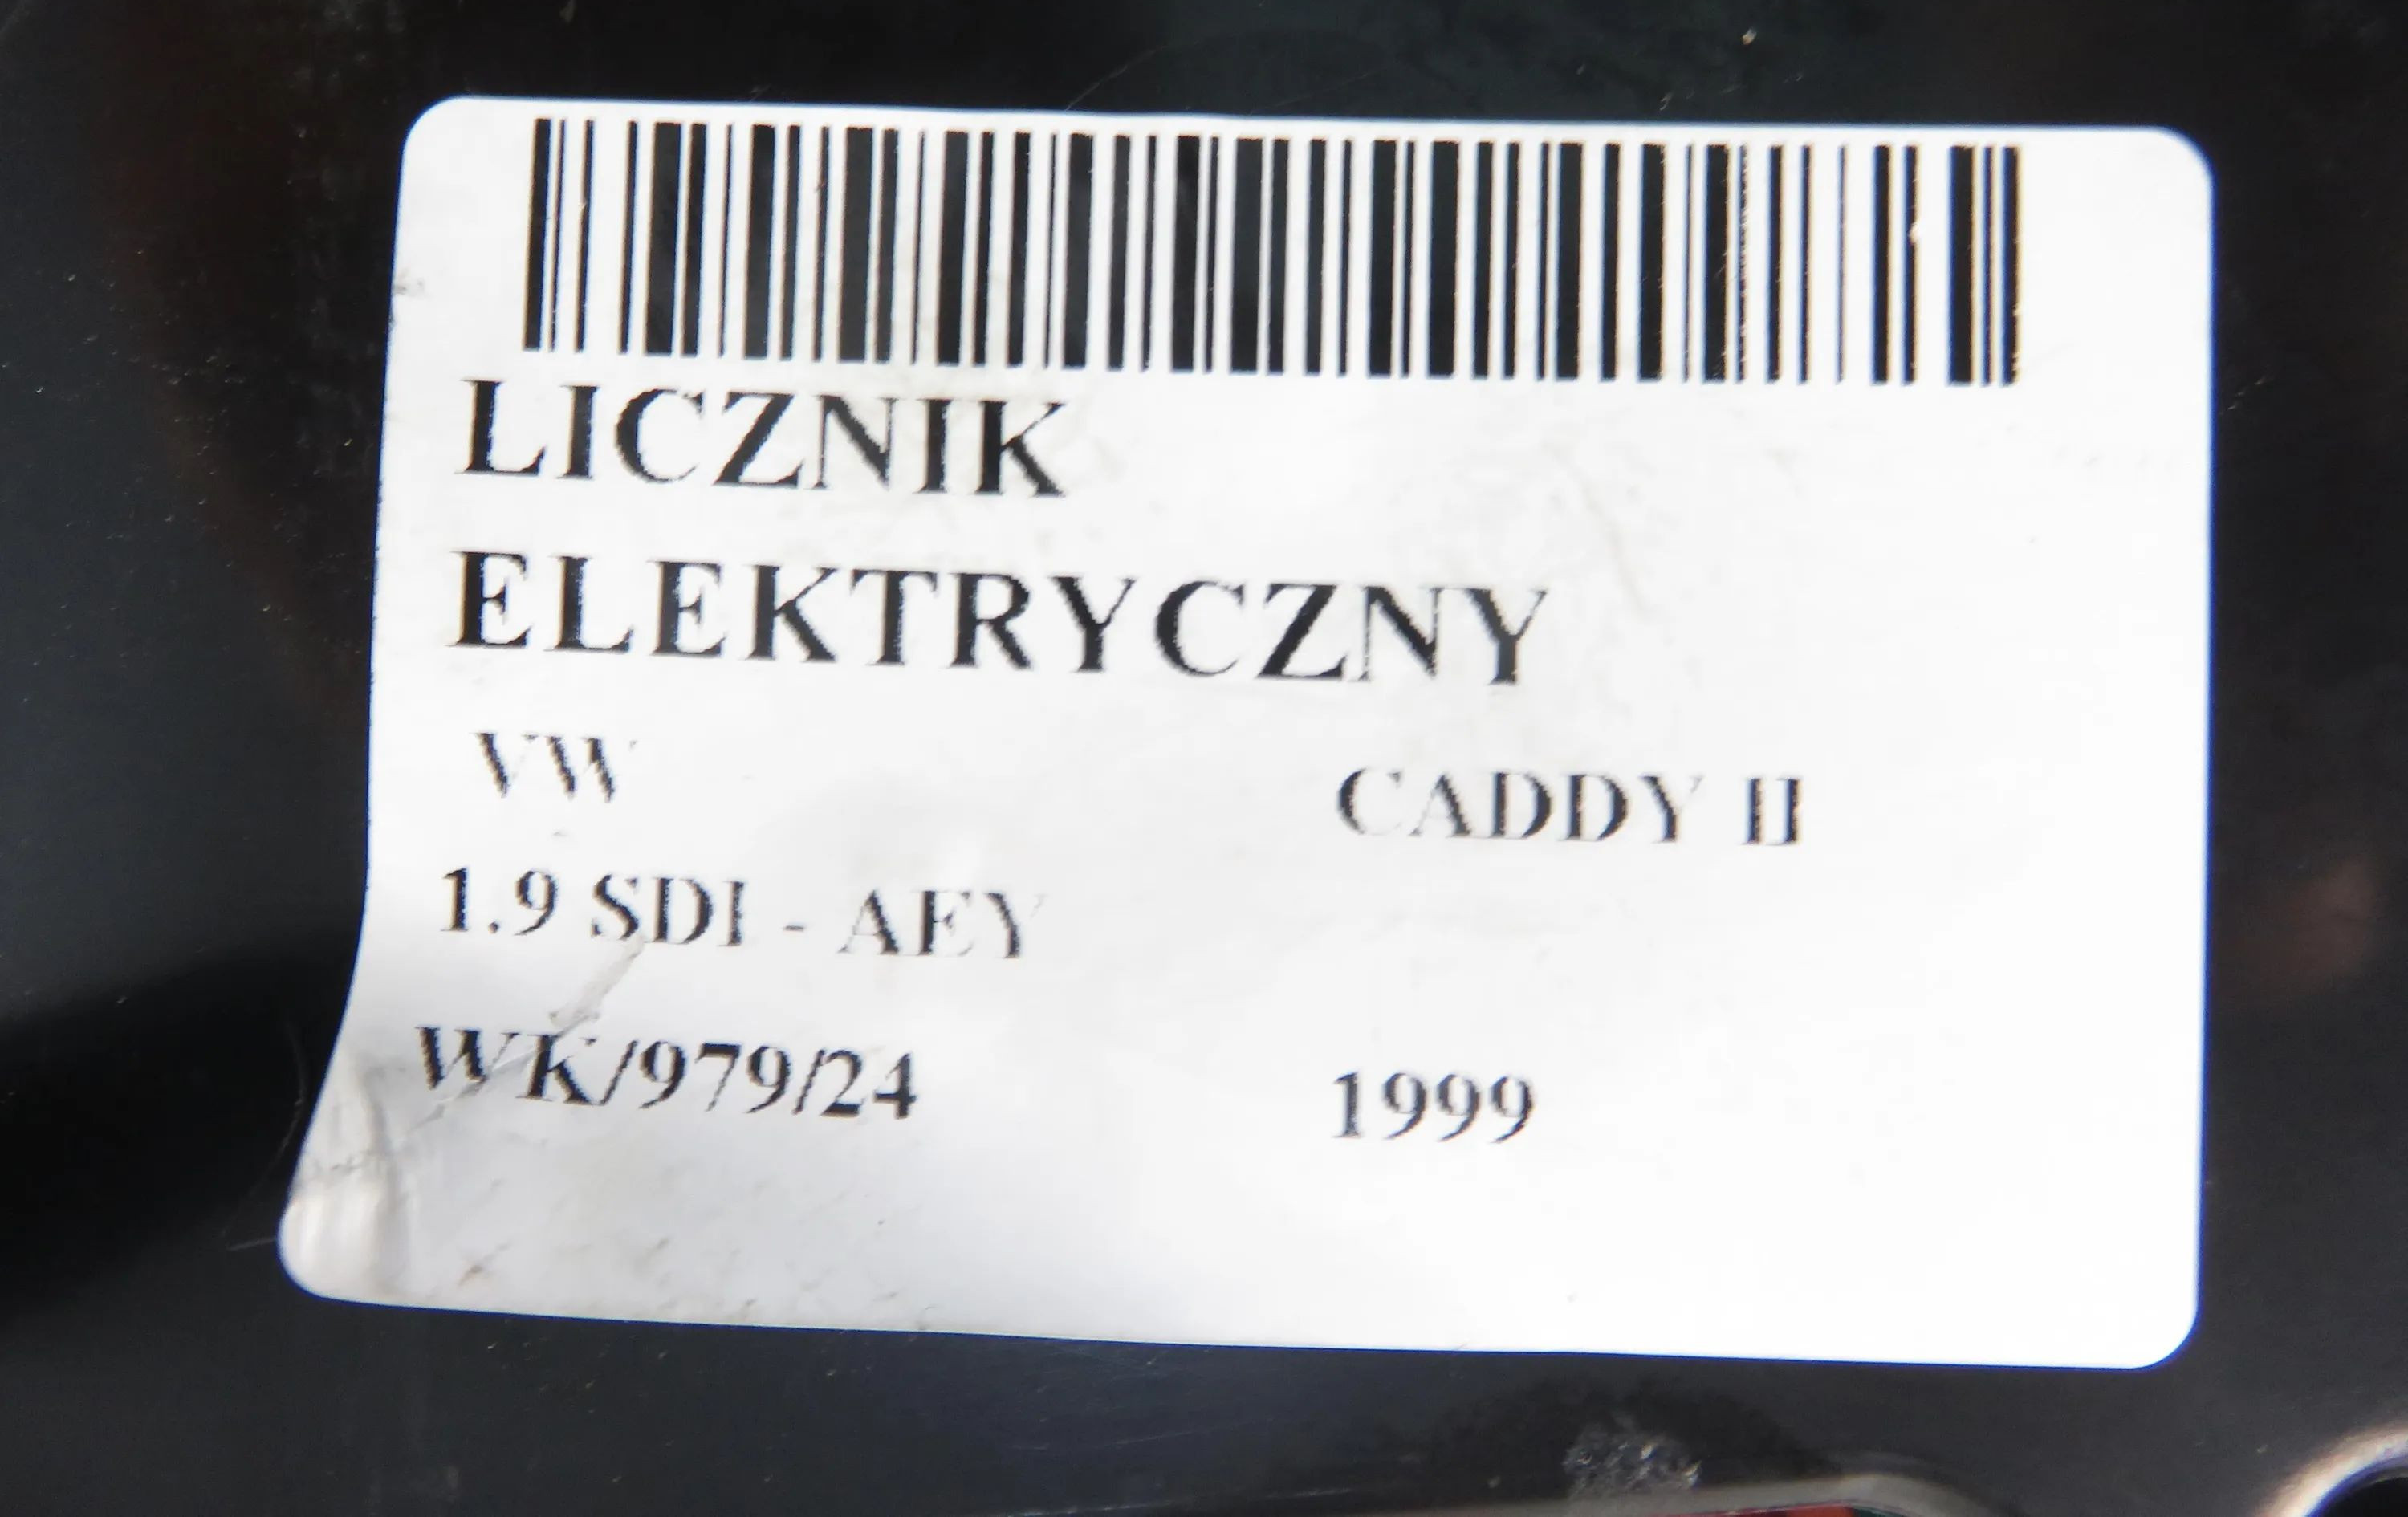 LICZNIK
ELEKTRYCZNY
VW CADDY II
1.9 SDI - AEY
WK/979/24 1999